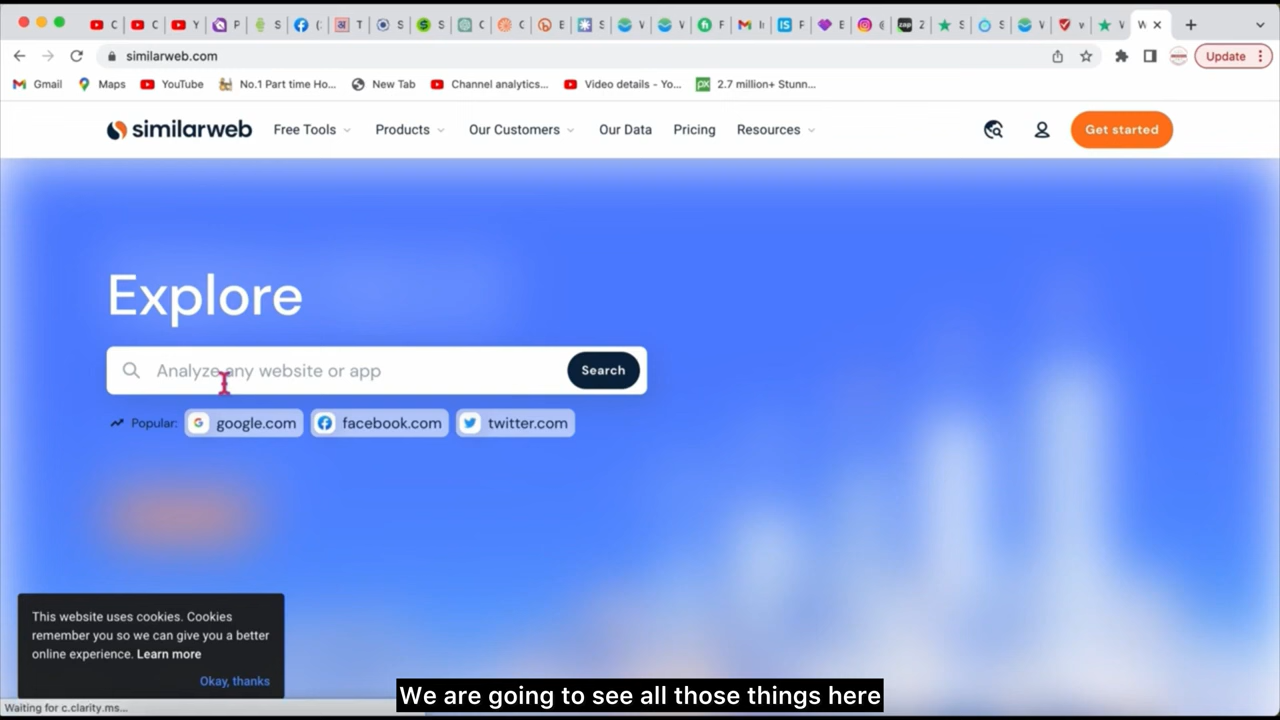 similarweb.com
Update
Gmail
Maps
YouTube
No.1 Part time Ho...
New Tab
Channel analytics...
Video details - Yo...
2.7 million+ Stunn...
similarweb
Free Tools
Products
Our Customers
Our Data
Pricing
Resources
Get started
Explore
Analyze any website or app
Search
Popular:
google.com
facebook.com
twitter.com
This website uses cookies. Cookies
remember you so we can give you a better
online experience. Learn more
Okay, thanks
We are going to see all those things here
Waiting for c.clarity.ms...